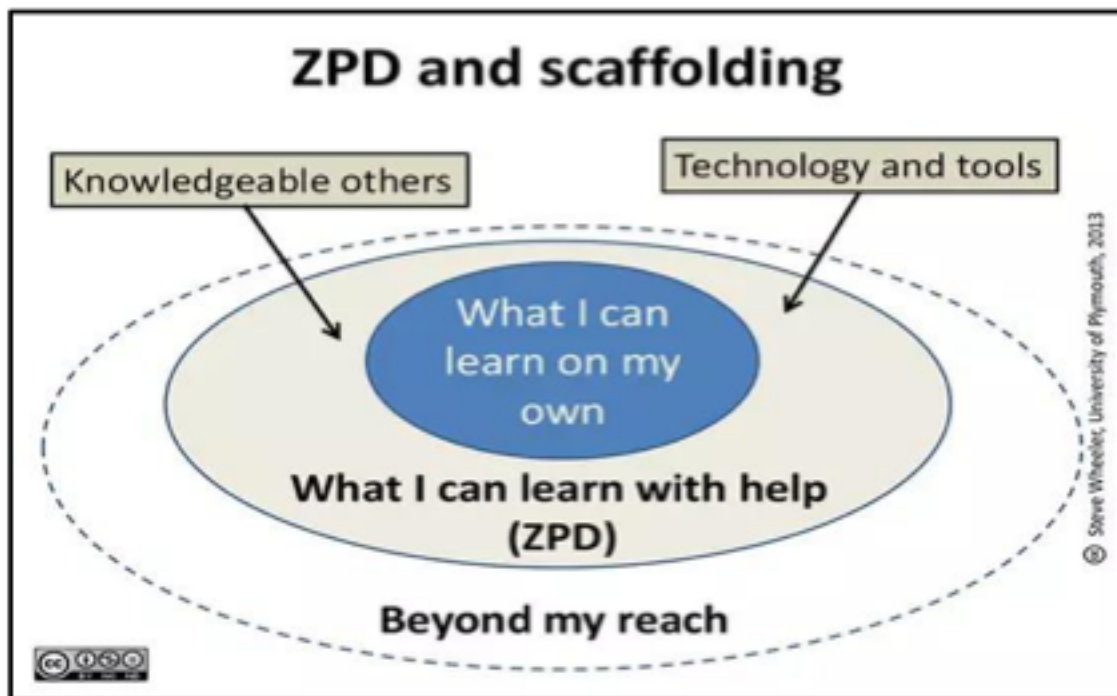 ZPD and scaffolding
Knowledgeable others
Technology and tools
What I can
learn on my
own
What I can learn with help
(ZPD)
Beyond my reach
Steve Wheeler, University of Plymouth, 2013
cc